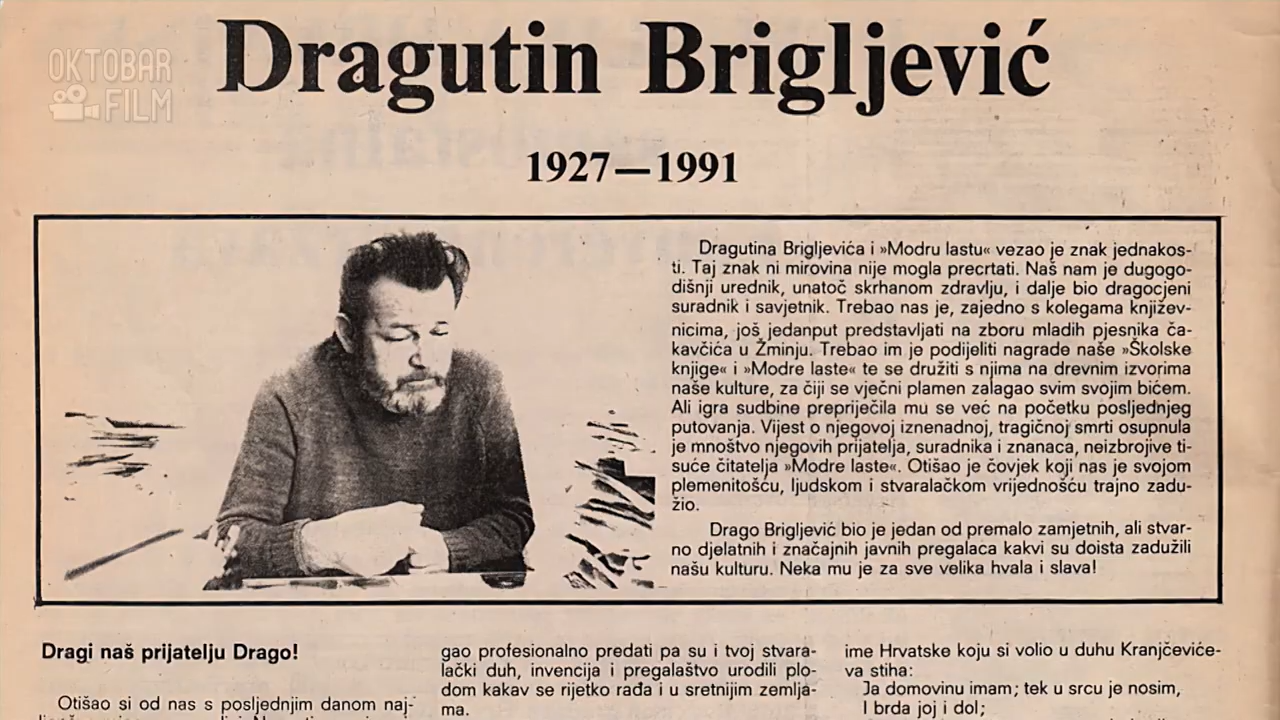 OKTOBAR
FILM
Dragutin Brigljević
1927—1991
Dragutina Brigljevića i »Modru lastu« vezao je znak jednakos-
ti. Taj znak ni mirovina nije mogla precrtati. Naš nam je dugogo-
dišnji urednik, unatoč skrhanom zdravlju, i dalje bio dragocjeni
suradnik i savjetnik. Trebao nas je, zajedno s kolegama književ-
nicima, još jedanput predstavljati na zboru mladih pjesnika ča-
kavčića u Žminju. Trebao im je podijeliti nagrade naše »Školske
knjige« i »Modre laste« te se družiti s njima na drevnim izvorima
naše kulture, za čiji se vječni plamen zalagao svim svojim bićem.
Ali igra sudbine prepriječila mu se već na početku posljednjeg
putovanja. Vijest o njegovoj iznenadnoj, tragičnoj smrti osupnula
je mnoštvo njegovih prijatelja, suradnika i znanaca, neizbrojive ti-
suće čitatelja »Modre laste«. Otišao je čovjek koji nas je svojom
plemenitošću, ljudskom i stvaralačkom vrijednošću trajno zadu-
žio.
Drago Brigljević bio je jedan od premalo zamjetnih, ali stvar-
no djelatnih i značajnih javnih pregalaca kakvi su doista zadužili
našu kulturu. Neka mu je za sve velika hvala i slava!
Dragi naš prijatelju Drago!
Otišao si od nas s posljednjim danom naj-
gao profesionalno predati pa su i tvoj stvara-
lački duh, invencija i pregalaštvo urodili plo-
dom kakav se rijetko rađa i u sretnijim zemlja-
ma.
ime Hrvatske koju si volio u duhu Kranjčeviće-
va stiha:
Ja domovinu imam; tek u srcu je nosim,
I brda joj i dol;